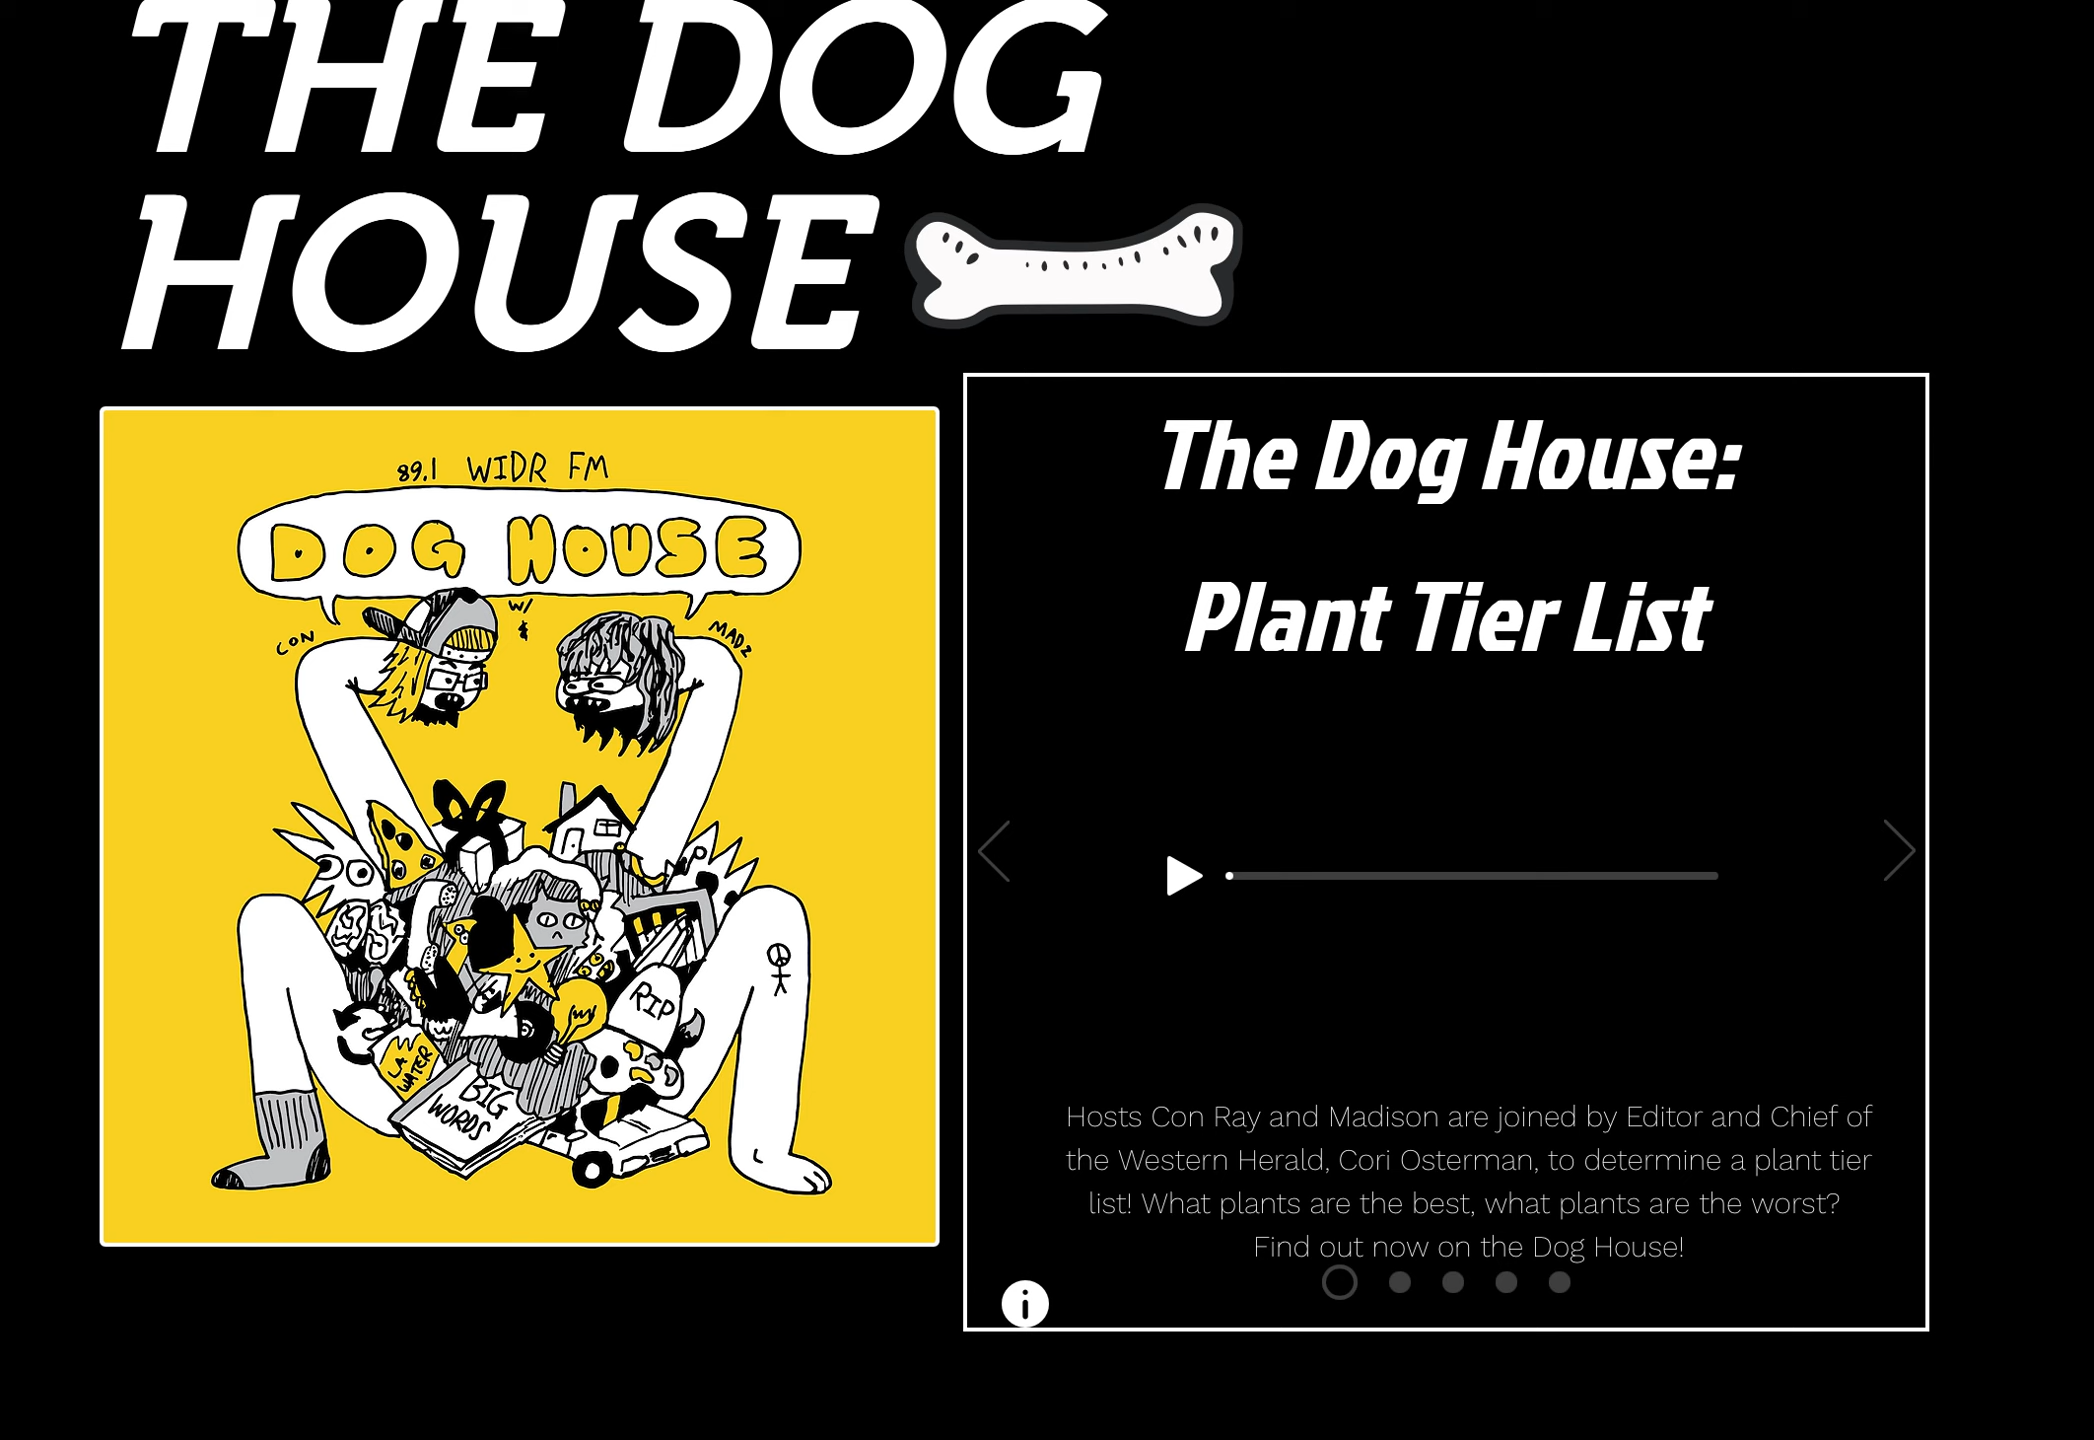 THE DOG
HOUSE
89.1 WIDR FM
DOG HOUSE
W/
CON
&
MADZ
RIP
LA
WATER
BIG
WORDS
The Dog House:
Plant Tier List
Hosts Con Ray and Madison are joined by Editor and Chief of
the Western Herald, Cori Osterman, to determine a plant tier
list! What plants are the best, what plants are the worst?
Find out now on the Dog House!
i